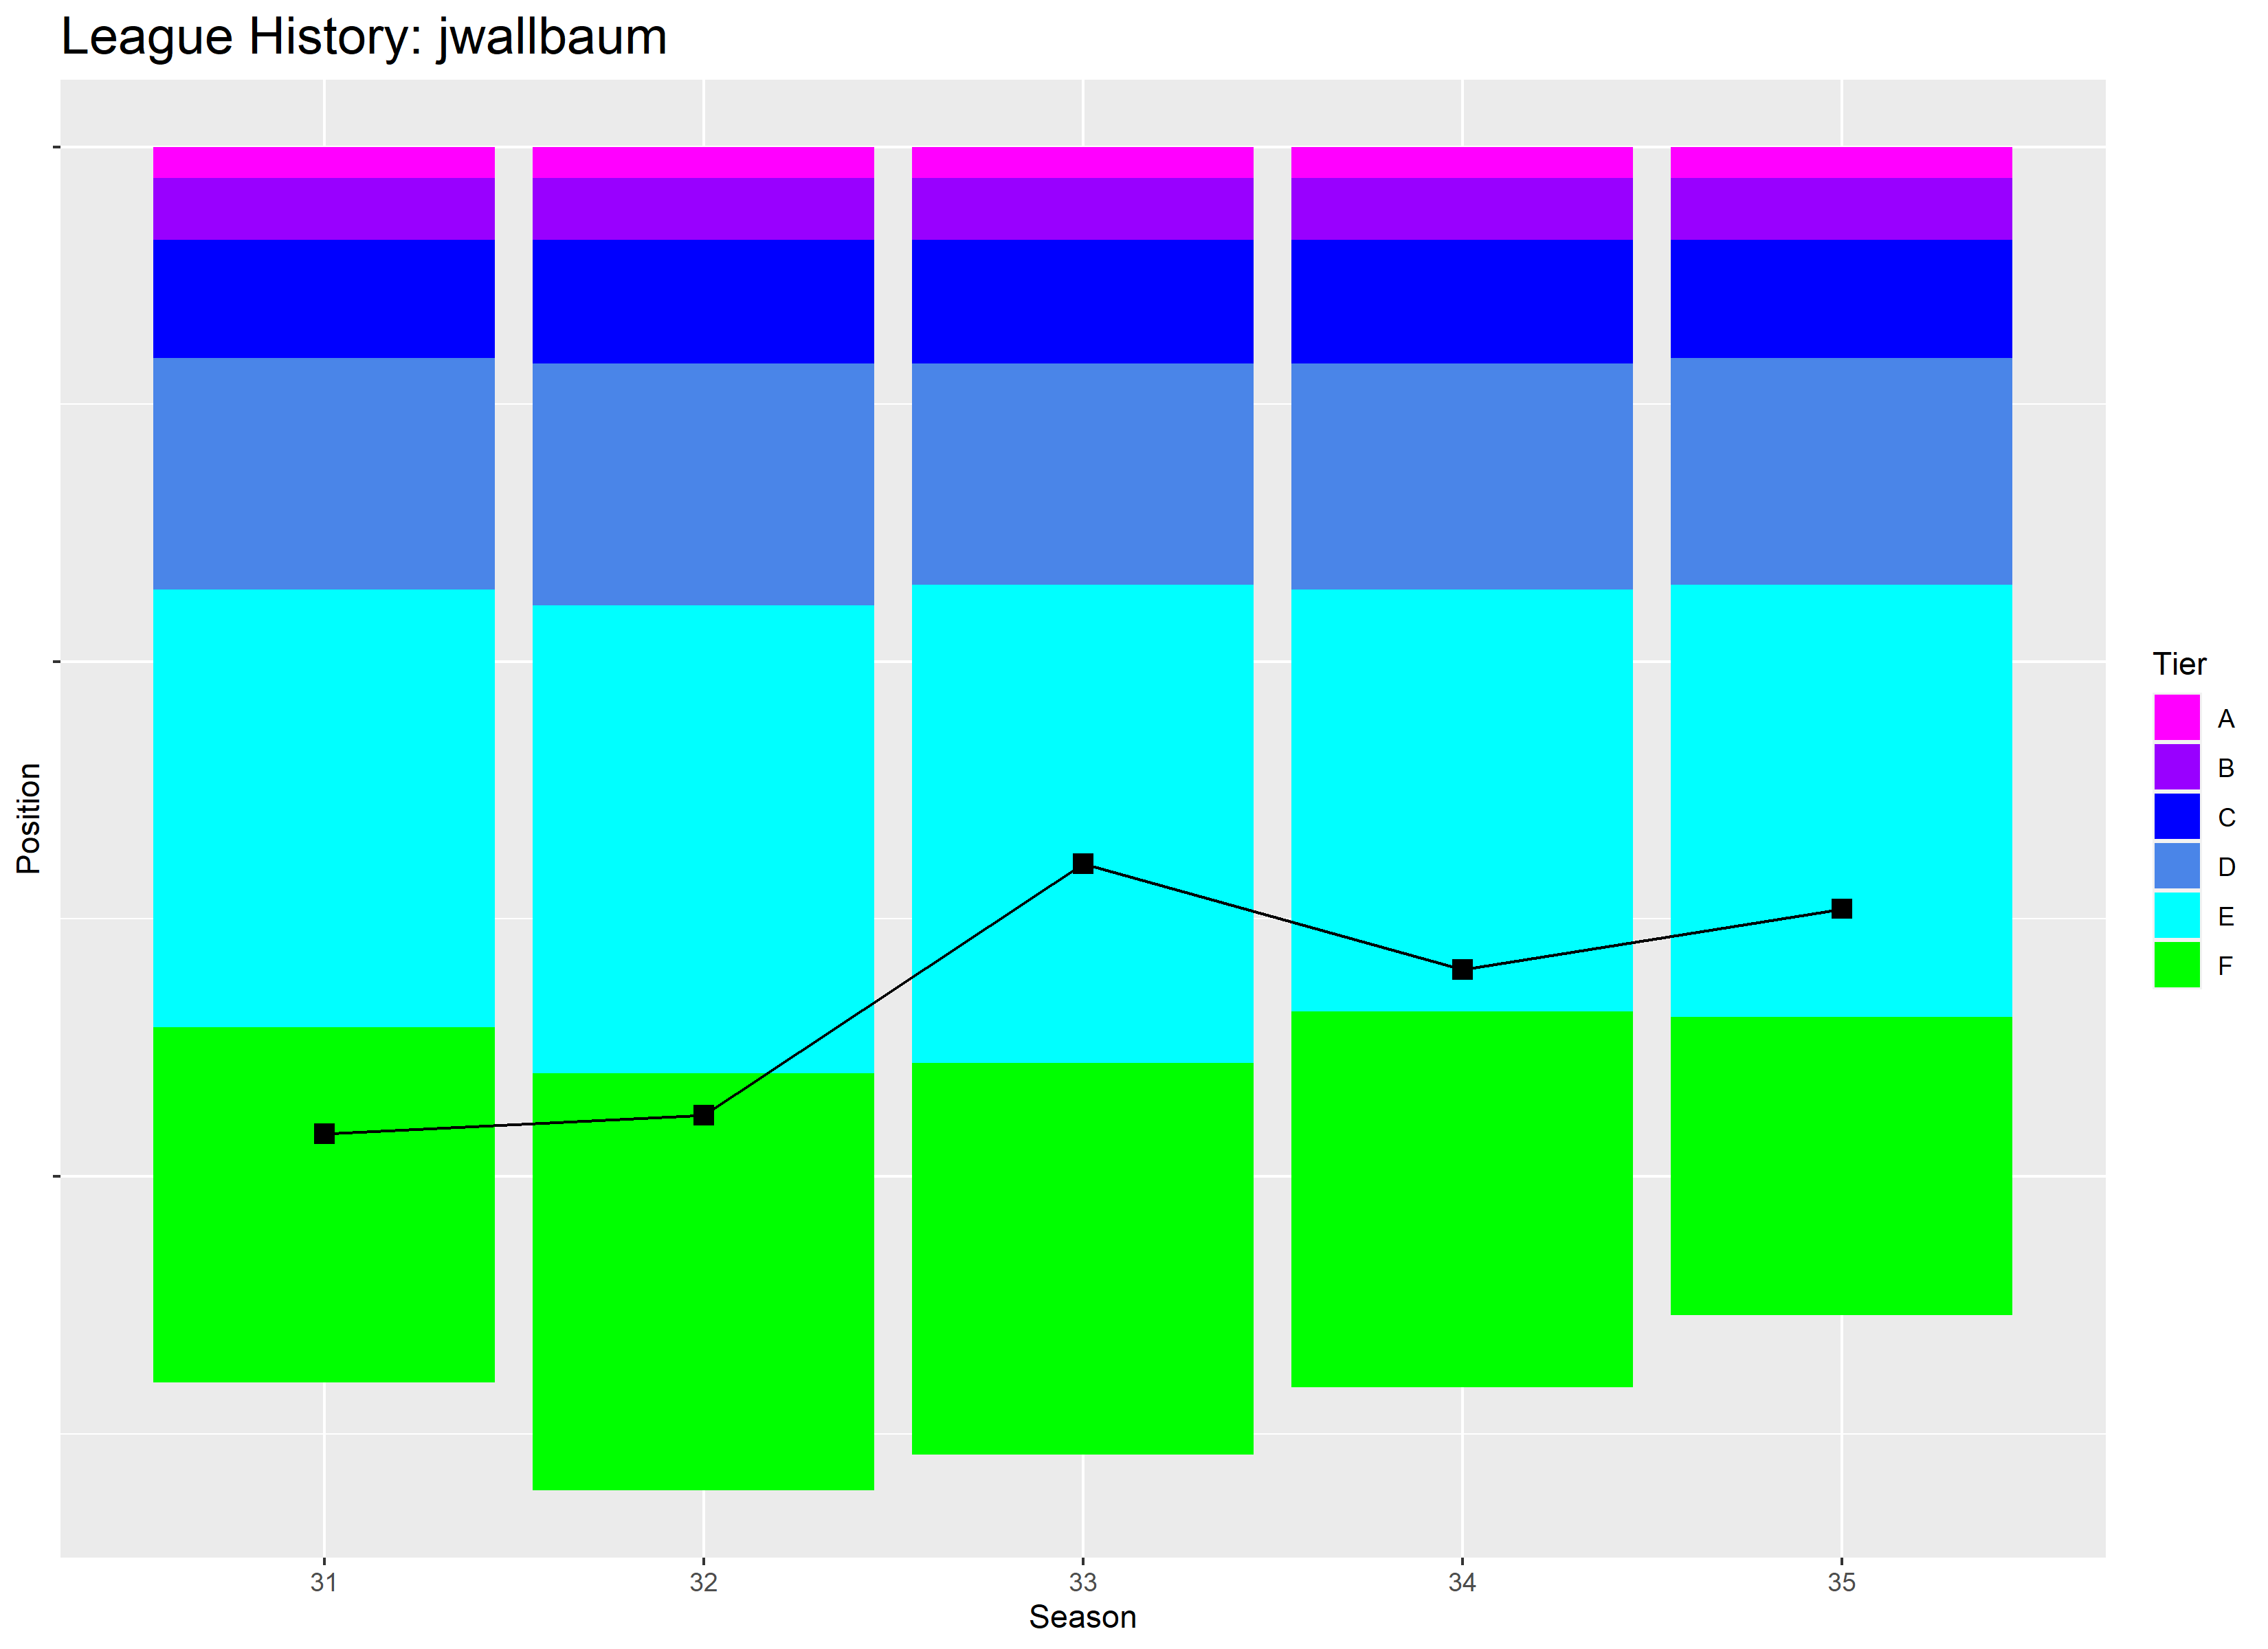 League History: jwallbaum
Position
31
32
33
34
35
Season
Tier
A
B
C
D
E
F